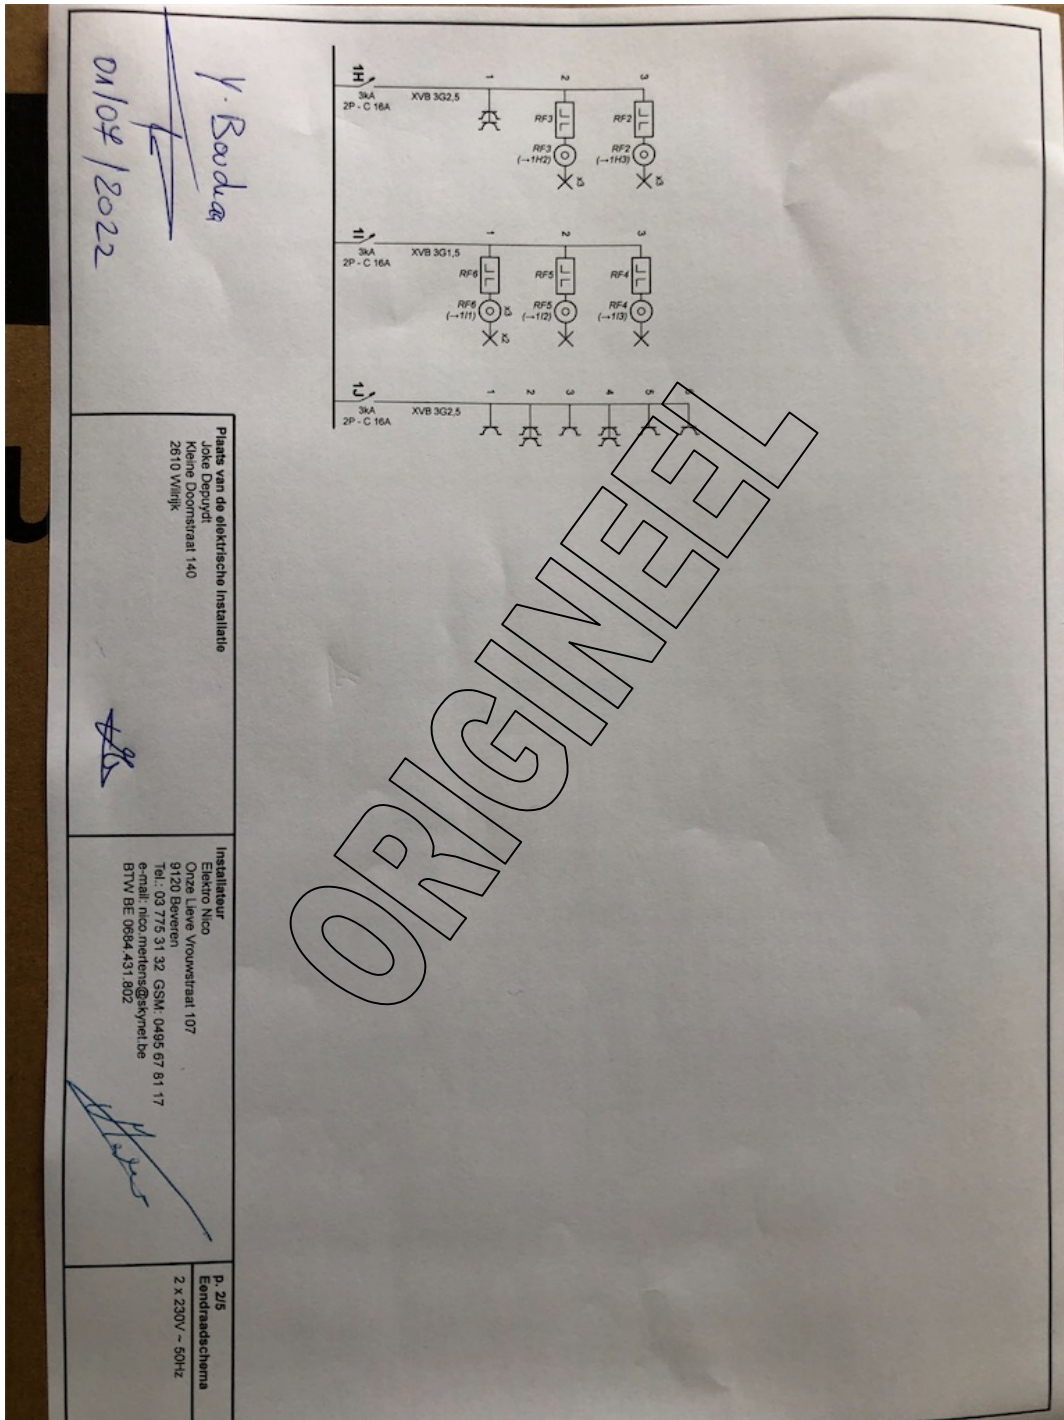 Y. Boudaa
01/07/2022
1H
3kA
2P - C 16A
XVB 3G2,5
1
2
3
RF3
RF2
RF3
(→1H2)
RF2
(→1H3)
x3
x3
1I
3kA
2P - C 16A
XVB 3G1,5
1
2
3
RF6
RF5
RF4
RF6
(→1I1)
RF5
(→1I2)
RF4
(→1I3)
x3
x2
1J
3kA
2P - C 16A
XVB 3G2,5
1
2
3
4
5
6
ORIGINEEL
Plaats van de elektrische installatie
Joke Depuydt
Kleine Doornstraat 140
2610 Wilrijk
Installateur
Elektro Nico
Onze Lieve Vrouwstraat 107
9120 Beveren
Tel.: 03 775 31 32 GSM: 0495 67 81 17
e-mail: nico.mertens@skynet.be
BTW BE 0684.431.802
p. 2/5
Eendraadschema
2 x 230V ~ 50Hz